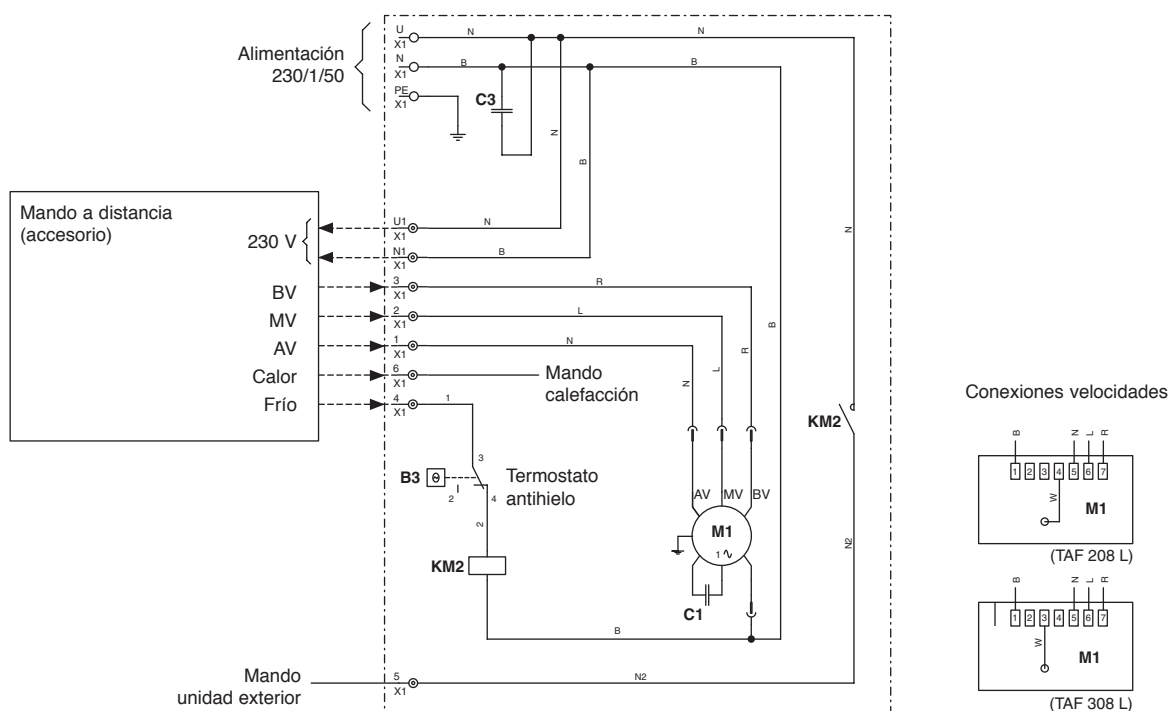 Alimentación
230/1/50
U
X1
N
X1
PE
X1
N
N
B
B
C3
N
B
Mando a distancia
(accesorio)
230 V
U1
X1
N
N1
X1
B
BV
3
X1
R
MV
2
X1
L
AV
1
X1
N
Calor
6
X1
Mando
calefacción
Frío
4
X1
1
N
L
R
B
N
KM2
B3
θ
3
2
4
Termostato
antihielo
2
KM2
AV
MV
BV
M1
1 ∿
C1
B
N2
Mando
unidad exterior
5
X1
N2
Conexiones velocidades
B
N
L
R
1
2
3
4
5
6
7
W
M1
(TAF 208 L)
B
N
L
R
1
2
3
4
5
6
7
W
M1
(TAF 308 L)